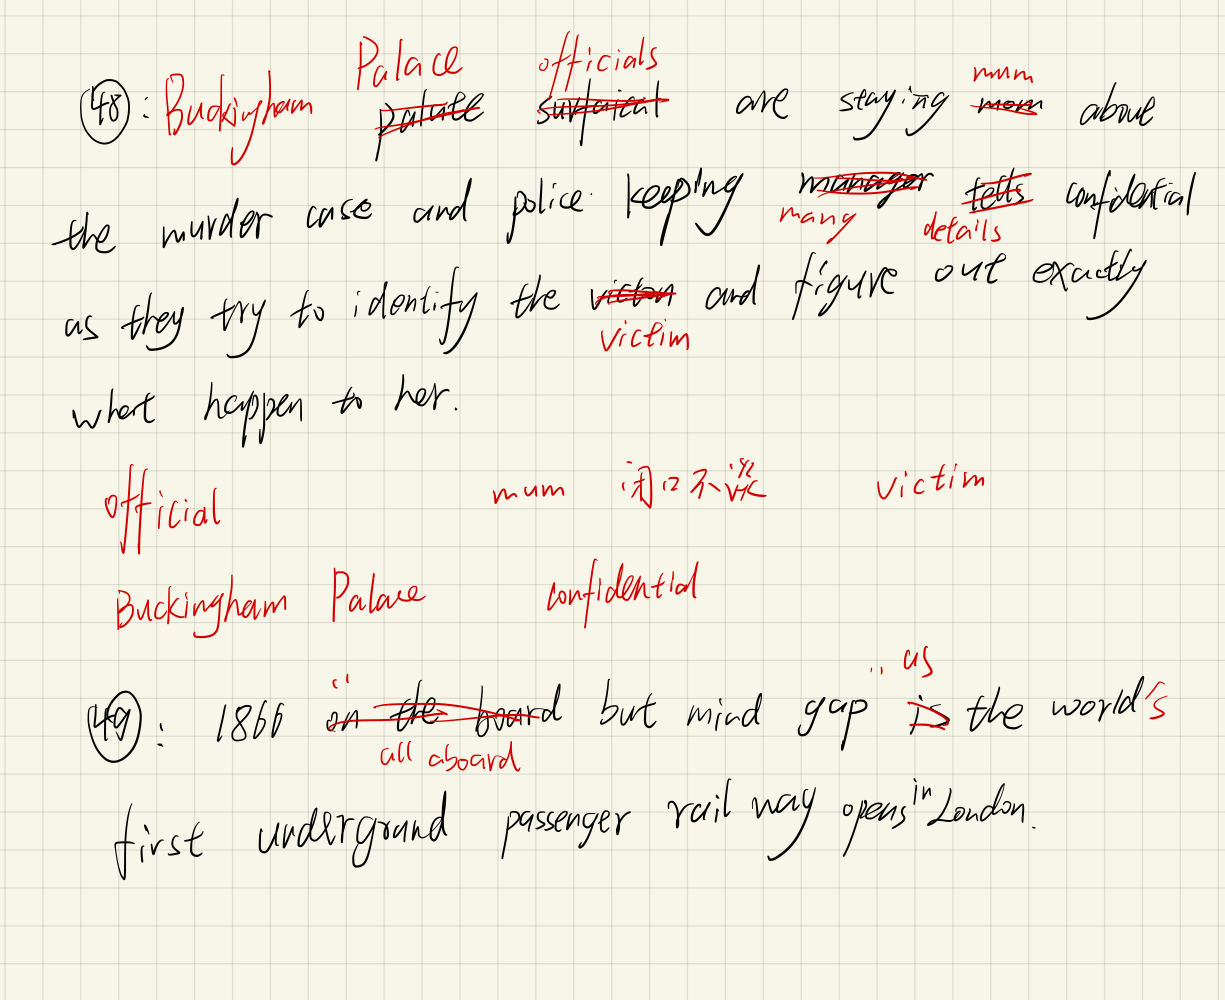 Palace officials mum
48: Buckingham palate surtaical are staying mom about
the murder case and police keeping manager tells confidential
many details
as they try to identify the victon and figure out exactly
victim
what happen to her.
official mum 闭口不说 victim
Buckingham Palace confidential
" " as
49: 1866 on the board but mind gap is the world's
all aboard
first undergrand passenger rail way opens in London.